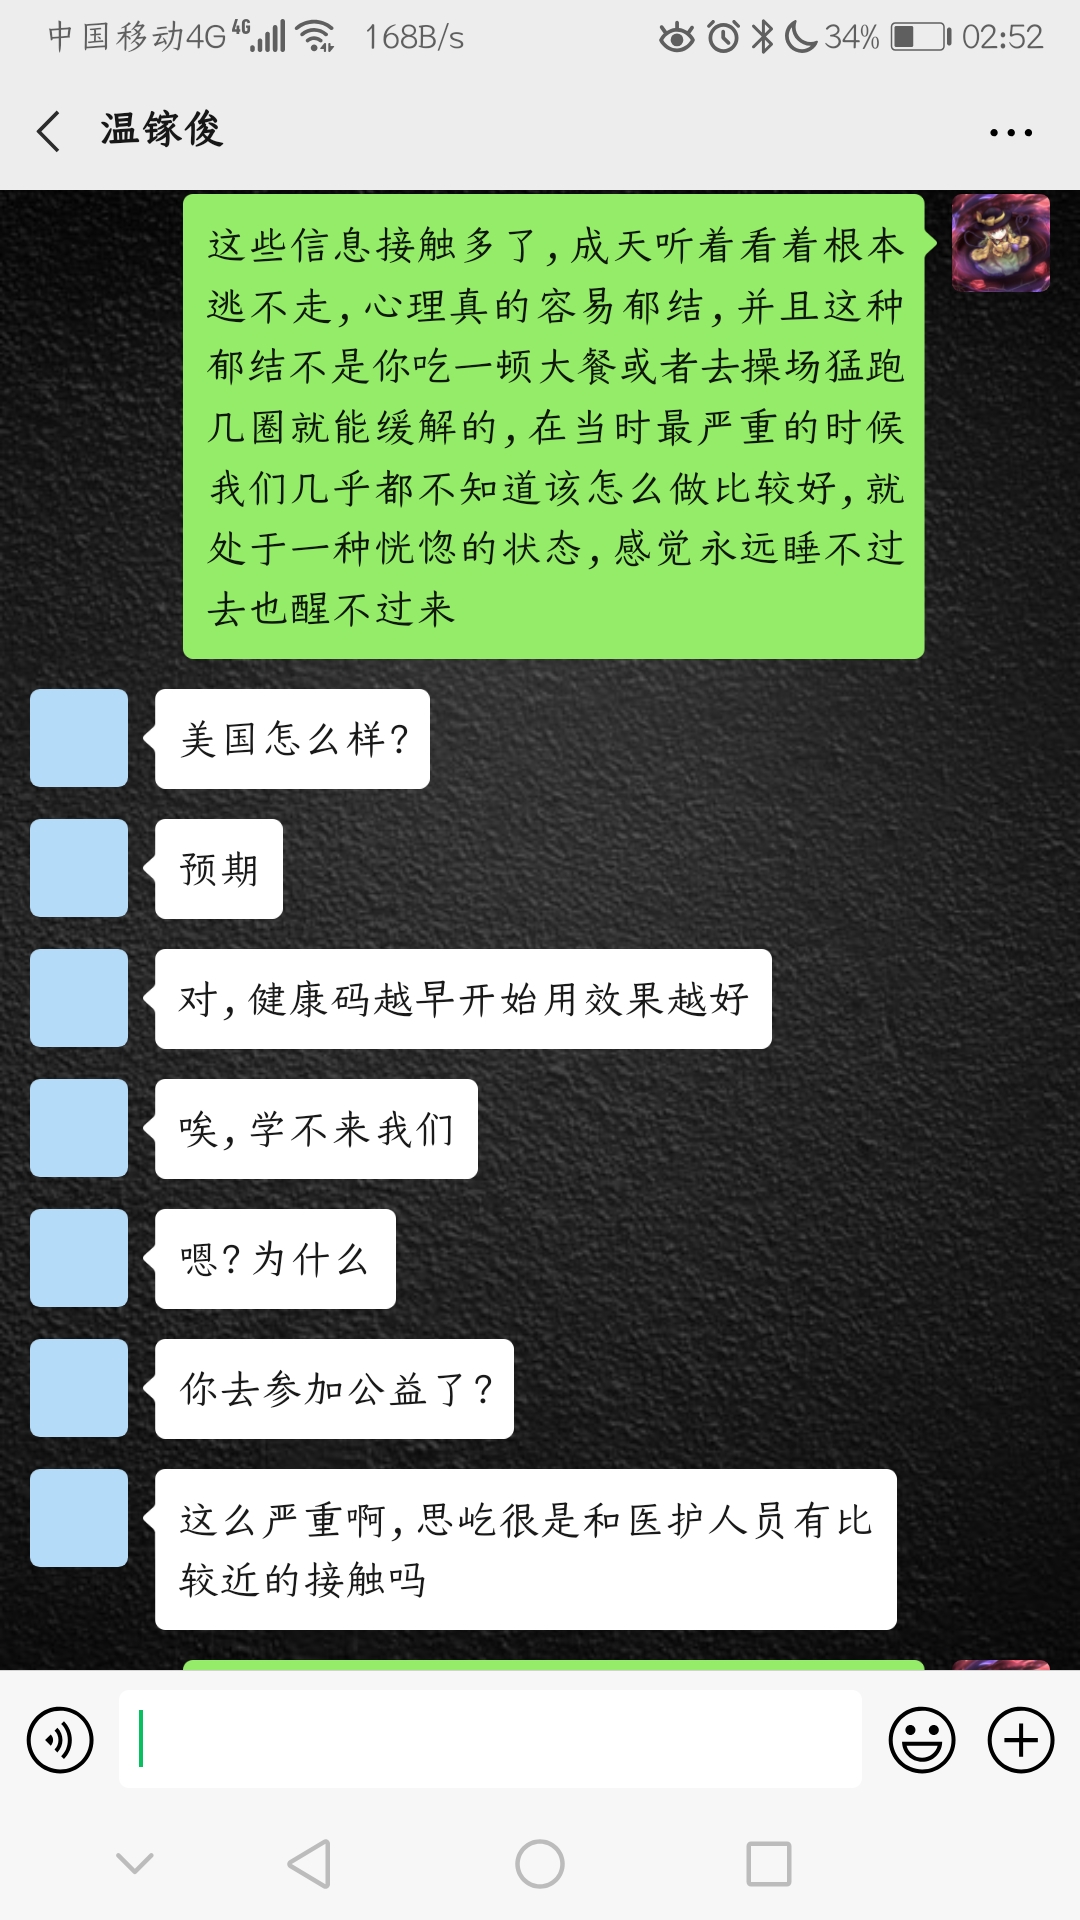 中国移动4G 4G 168B/s 34% 02:52
温镓俊
这些信息接触多了,成天听着看着根本
逃不走,心理真的容易郁结,并且这种
郁结不是你吃一顿大餐或者去操场猛跑
几圈就能缓解的,在当时最严重的时候
我们几乎都不知道该怎么做比较好,就
处于一种恍惚的状态,感觉永远睡不过
去也醒不过来
美国怎么样?
预期
对,健康码越早开始用效果越好
唉,学不来我们
嗯?为什么
你去参加公益了?
这么严重啊,思屹很是和医护人员有比
较近的接触吗